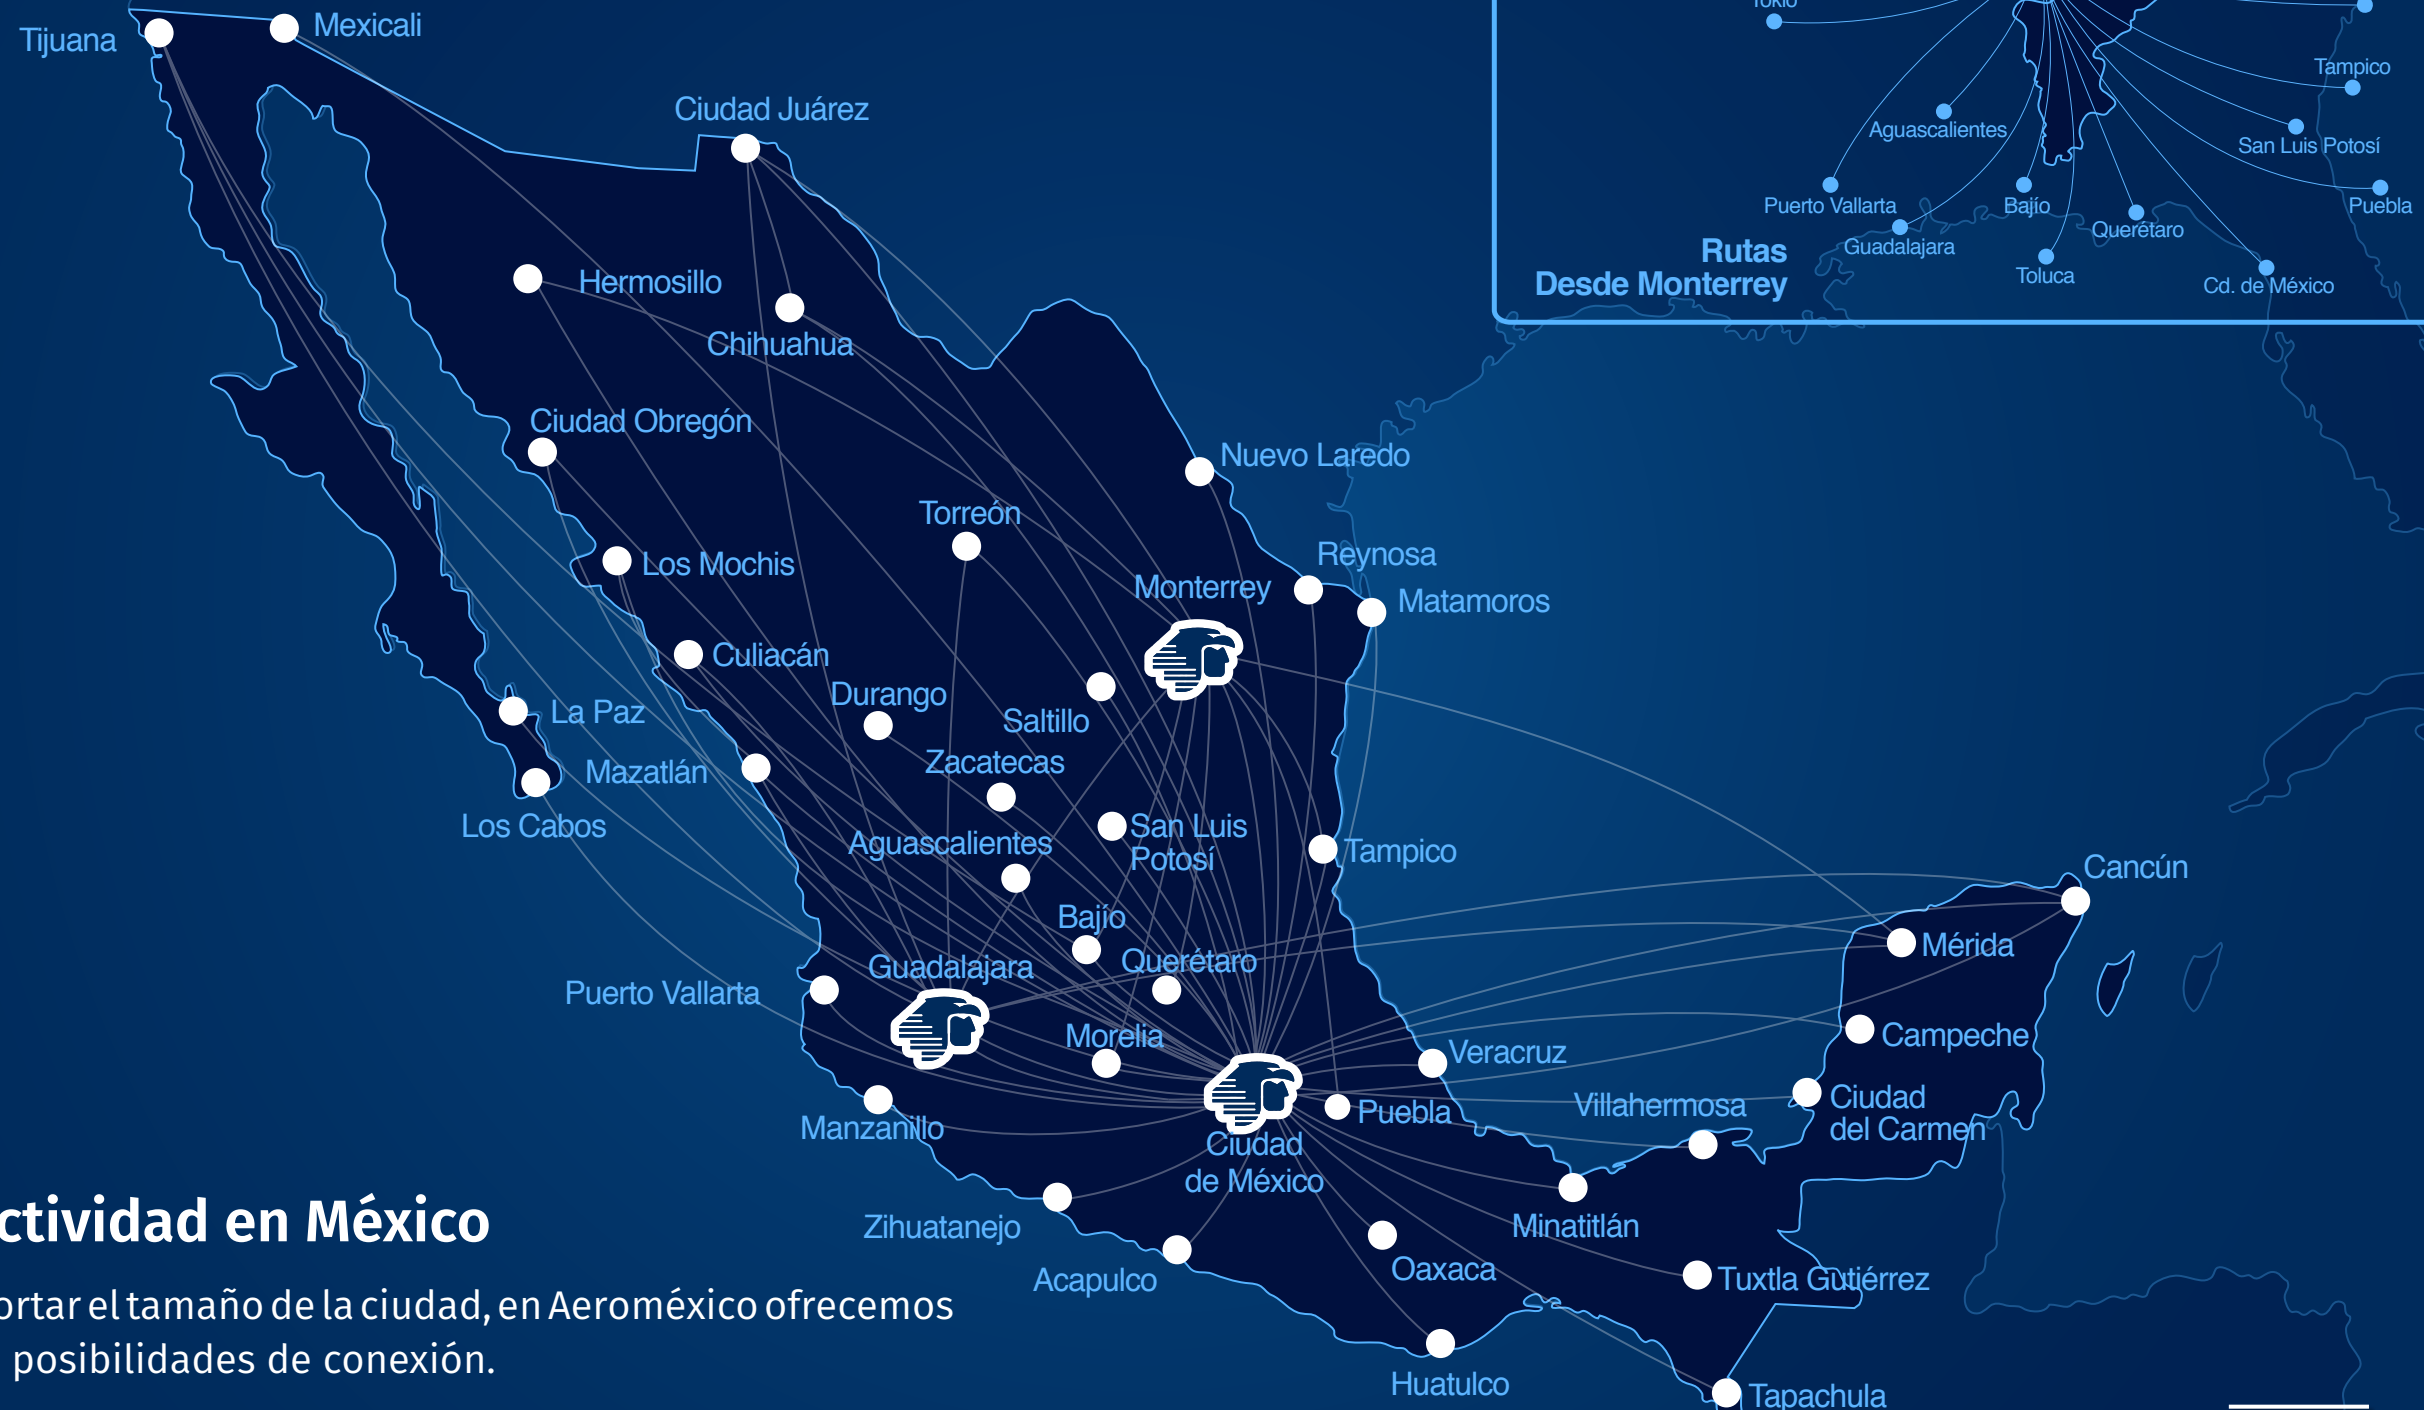 Tijuana
Mexicali
Ciudad Juárez
Hermosillo
Chihuahua
Ciudad Obregón
Nuevo Laredo
Torreón
Reynosa
Los Mochis
Monterrey
Matamoros
Culiacán
Durango
La Paz
Saltillo
Mazatlán
Zacatecas
Los Cabos
San Luis
Potosí
Aguascalientes
Tampico
Cancún
Bajío
Mérida
Querétaro
Guadalajara
Puerto Vallarta
Morelia
Campeche
Veracruz
Manzanillo
Puebla
Villahermosa
Ciudad
del Carmen
Ciudad
de México
Zihuatanejo
Minatitlán
Acapulco
Oaxaca
Tuxtla Gutiérrez
Huatulco
Tapachula
Tokio
Tampico
Aguascalientes
San Luis Potosí
Puerto Vallarta
Bajío
Puebla
Querétaro
Guadalajara
Toluca
Cd. de México
Rutas
Desde Monterrey
ctividad en México
ortar el tamaño de la ciudad, en Aeroméxico ofrecemos
posibilidades de conexión.